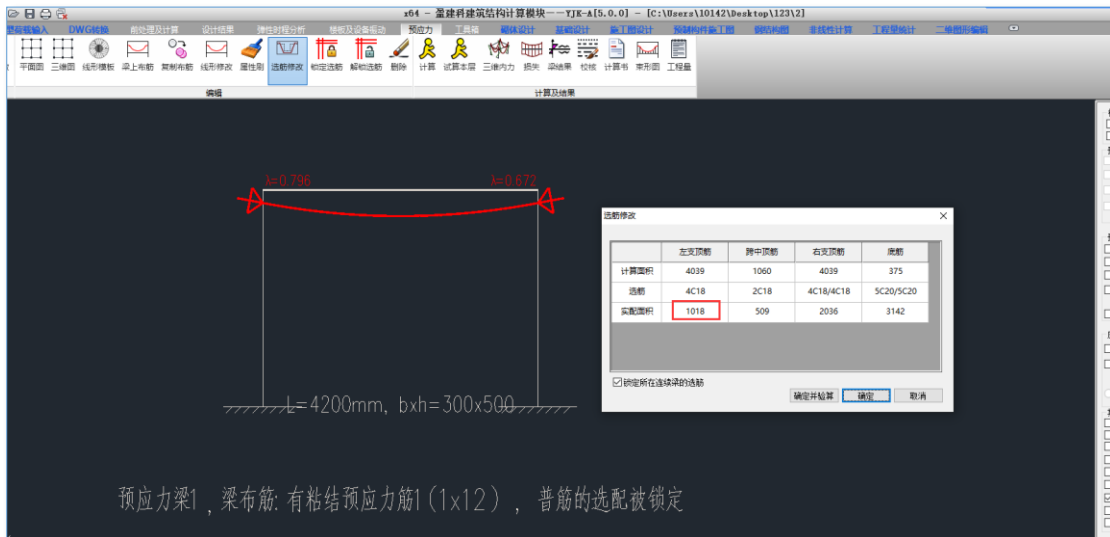 x64 - 盈建科建筑结构计算模块——YJK-A[5.0.0] - [C:\Users\10142\Desktop\123\2]
荷载输入 DWG转换 前处理及计算 设计结果 弹性时程分析 楼板及设备振动 预应力 工具箱 砌体设计 基础设计 施工图设计 预制构件施工图 钢结构图 非线性计算 工程量统计 二维图形编辑
平面图 三维图 线形模板 梁上布筋 复制布筋 线形修改 属性刷 选筋修改 锁定选筋 解锁选筋 删除 计算 试算本层 三维内力 损失 梁结果 校核 计算书 束形图 工程量
编辑 计算及结果
λ=0.796 λ=0.672
选筋修改
左支顶筋 跨中顶筋 右支顶筋 底筋
计算面积 4039 1060 4039 375
选筋 4C18 2C18 4C18/4C18 5C20/5C20
实配面积 1018 509 2036 3142
锁定所在连续梁的选筋
确定并验算 确定 取消
L=4200mm, bxh=300x500
预应力梁1 , 梁布筋: 有粘结预应力筋1(1x12) , 普筋的选配被锁定